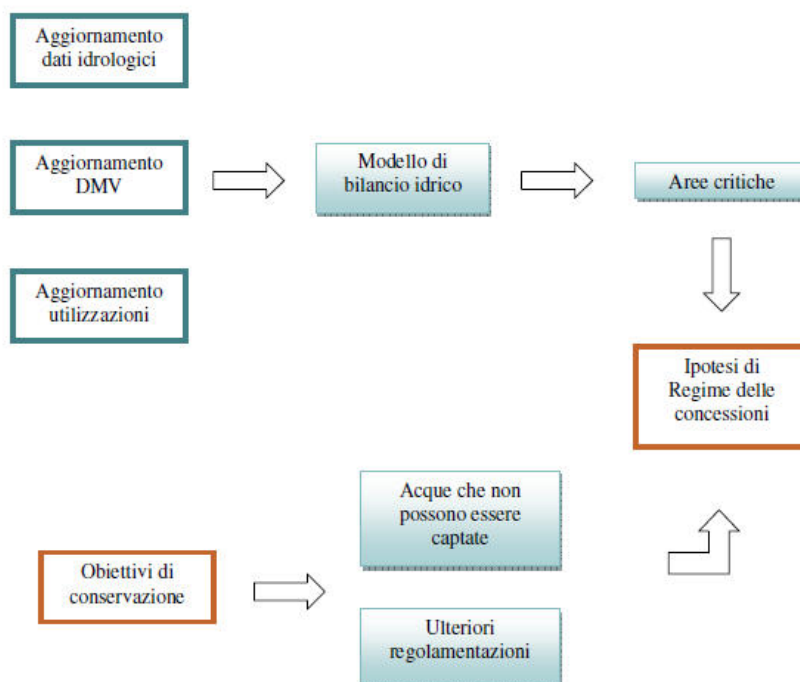 Aggiornamento
dati idrologici
Aggiornamento
DMV
Modello di
bilancio idrico
Aree critiche
Aggiornamento
utilizzazioni
Ipotesi di
Regime delle
concessioni
Acque che non
possono essere
captate
Obiettivi di
conservazione
Ulteriori
regolamentazioni